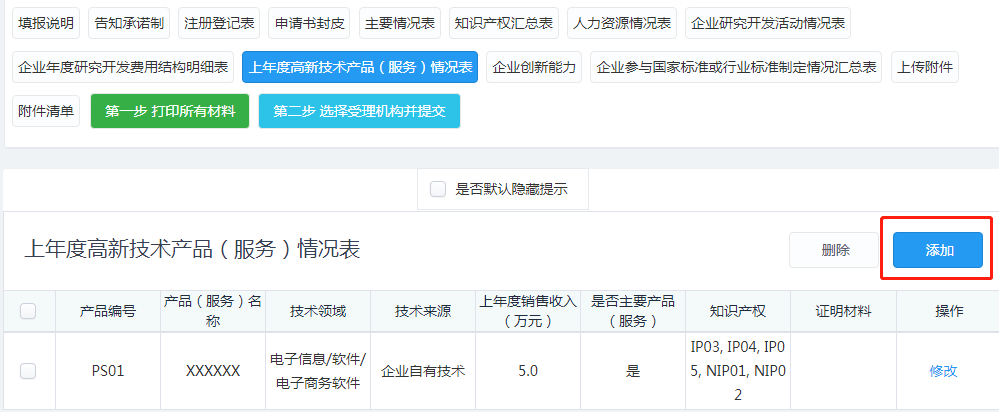 填报说明 告知承诺制 注册登记表 申请书封皮 主要情况表 知识产权汇总表 人力资源情况表 企业研究开发活动情况表
企业年度研究开发费用结构明细表 上年度高新技术产品（服务）情况表 企业创新能力 企业参与国家标准或行业标准制定情况汇总表 上传附件
附件清单 第一步 打印所有材料 第二步 选择受理机构并提交
是否默认隐藏提示
上年度高新技术产品（服务）情况表 删除 添加
产品编号
产品（服务）名
称
技术领域
技术来源
上年度销售收入
（万元）
是否主要产品
（服务）
知识产权
证明材料
操作
PS01
XXXXXX
电子信息/软件/
电子商务软件
企业自有技术
5.0
是
IP03, IP04, IP0
5, NIP01, NIP0
2
修改